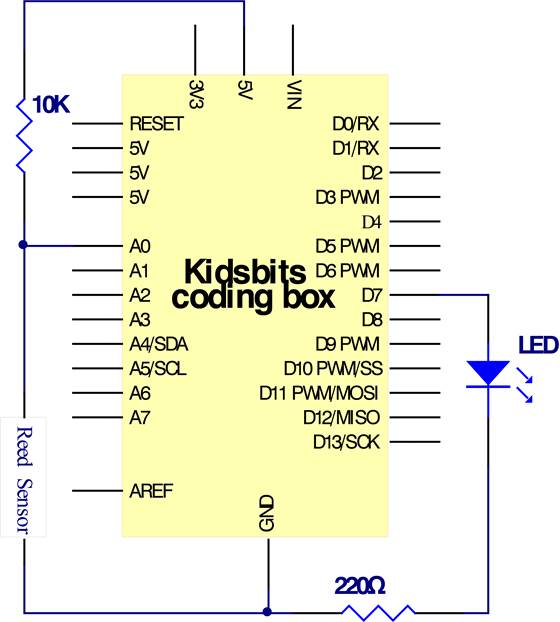 3V3
5V
VIN
10K
RESET
5V
5V
5V
A0
A1
A2
A3
A4/SDA
A5/SCL
A6
A7
AREF
D0/RX
D1/RX
D2
D3 PWM
D4
D5 PWM
D6 PWM
D7
D8
D9 PWM
D10 PWM/SS
D11 PWM/MOSI
D12/MISO
D13/SCK
Kidsbits
coding box
LED
Reed Sensor
GND
220Ω